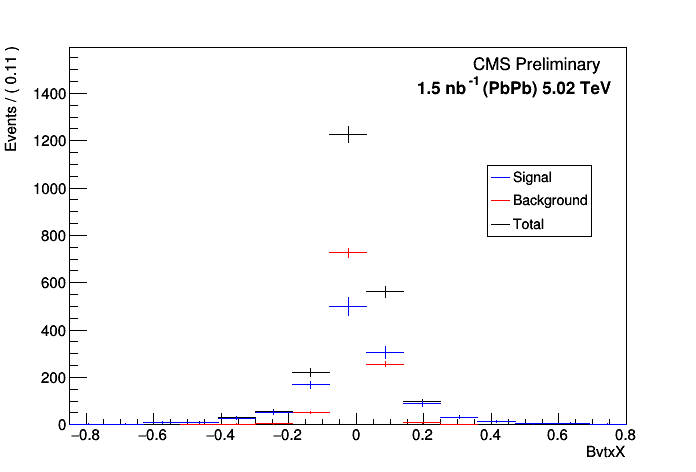 CMS Preliminary
1.5 nb⁻¹ (PbPb) 5.02 TeV
Events / ( 0.11 )
1400
1200
1000
800
600
400
200
0
Signal
Background
Total
−0.8 −0.6 −0.4 −0.2 0 0.2 0.4 0.6 0.8
BvtxX